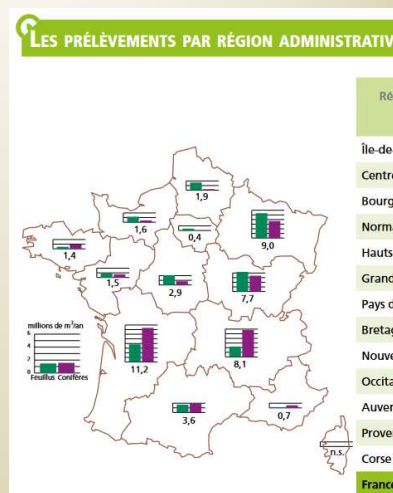 LES PRÉLÈVEMENTS PAR RÉGION ADMINISTRATIV
Ré
Île-de-
Centre
Bourg
Norma
Hauts
Grand
Pays d
Bretag
Nouve
Occita
Auver
Prove
Corse
France
1,9
1,6
0,4
9,0
1,4
1,5
2,9
7,7
millions de m³/an
6
4
2
0
Feuillus Conifères
11,2
8,1
3,6
0,7
n.s.